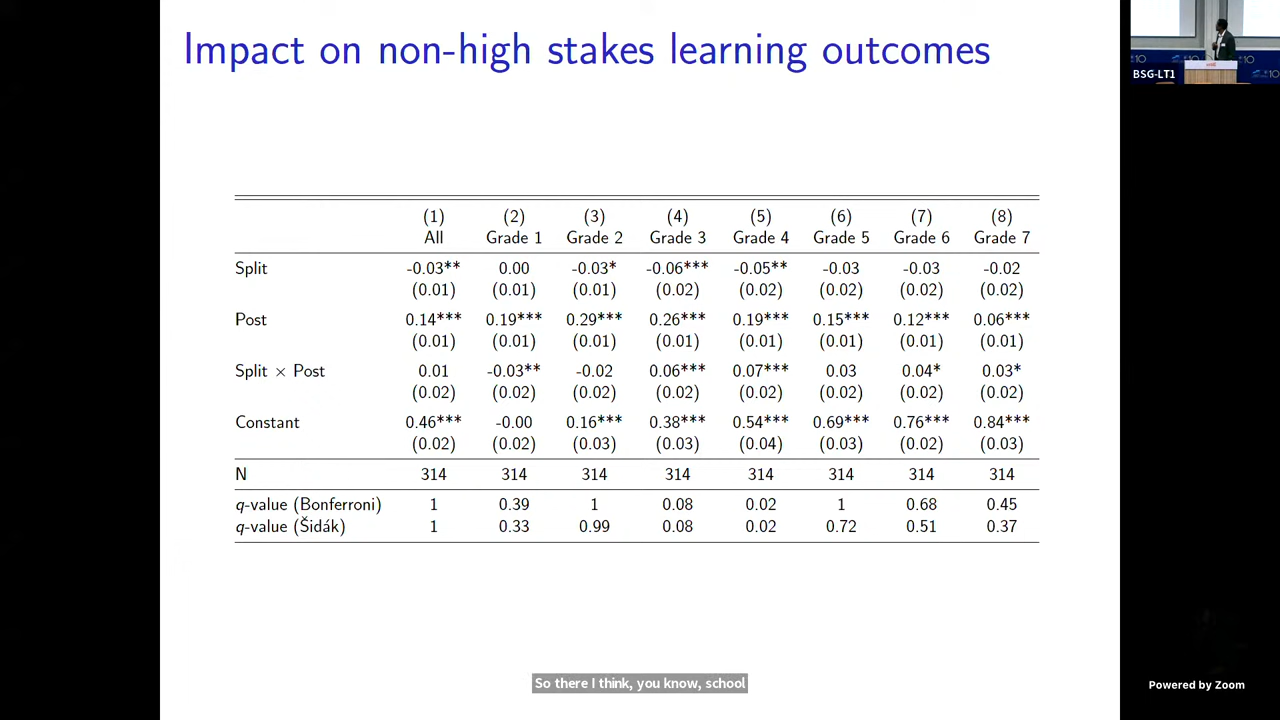 Impact on non-high stakes learning outcomes
BSG-LT1
(1) (2) (3) (4) (5) (6) (7) (8)
All Grade 1 Grade 2 Grade 3 Grade 4 Grade 5 Grade 6 Grade 7
Split -0.03** 0.00 -0.03* -0.06*** -0.05** -0.03 -0.03 -0.02
(0.01) (0.01) (0.01) (0.02) (0.02) (0.02) (0.02) (0.02)
Post 0.14*** 0.19*** 0.29*** 0.26*** 0.19*** 0.15*** 0.12*** 0.06***
(0.01) (0.01) (0.01) (0.01) (0.01) (0.01) (0.01) (0.01)
Split × Post 0.01 -0.03** -0.02 0.06*** 0.07*** 0.03 0.04* 0.03*
(0.02) (0.02) (0.02) (0.02) (0.02) (0.02) (0.02) (0.02)
Constant 0.46*** -0.00 0.16*** 0.38*** 0.54*** 0.69*** 0.76*** 0.84***
(0.02) (0.02) (0.03) (0.03) (0.04) (0.03) (0.02) (0.03)
N 314 314 314 314 314 314 314 314
q-value (Bonferroni) 1 0.39 1 0.08 0.02 1 0.68 0.45
q-value (Šidák) 1 0.33 0.99 0.08 0.02 0.72 0.51 0.37
So there I think, you know, school
Powered by Zoom